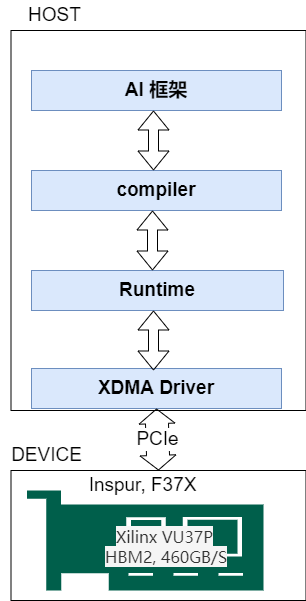 HOST
AI 框架
compiler
Runtime
XDMA Driver
PCIe
DEVICE
Inspur, F37X
Xilinx VU37P
HBM2, 460GB/S